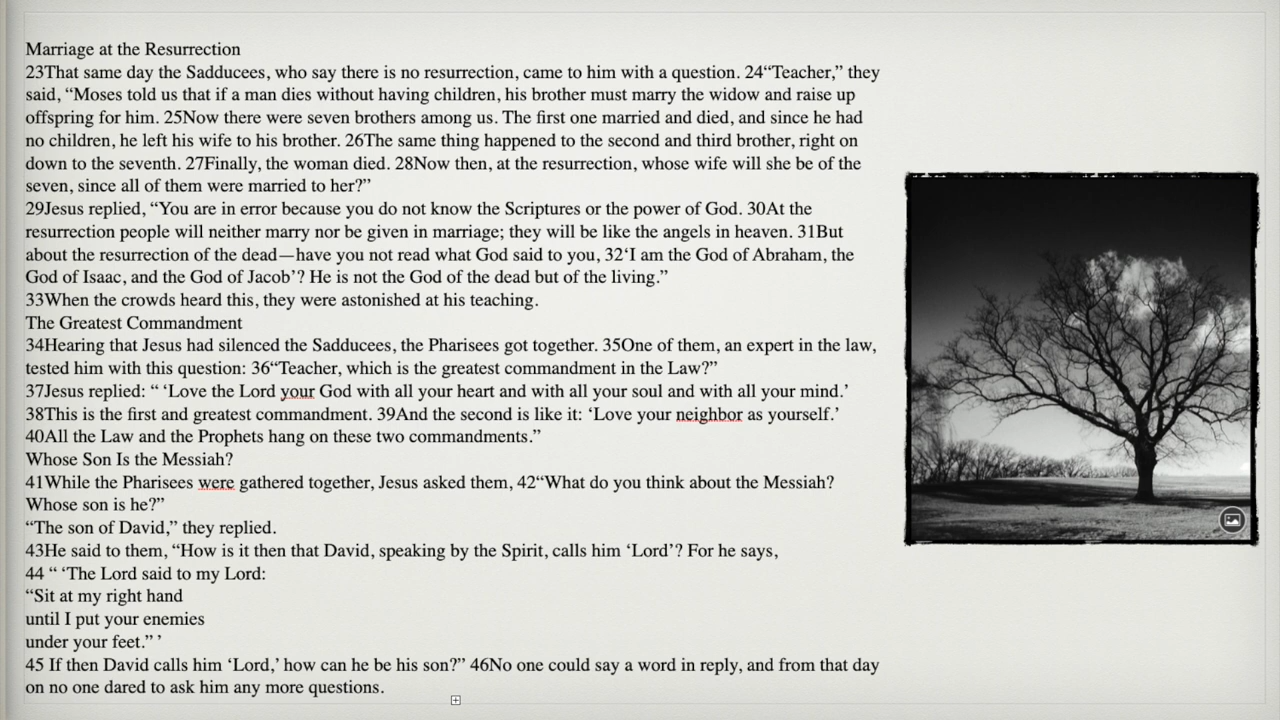 Marriage at the Resurrection
23That same day the Sadducees, who say there is no resurrection, came to him with a question. 24“Teacher,” they
said, “Moses told us that if a man dies without having children, his brother must marry the widow and raise up
offspring for him. 25Now there were seven brothers among us. The first one married and died, and since he had
no children, he left his wife to his brother. 26The same thing happened to the second and third brother, right on
down to the seventh. 27Finally, the woman died. 28Now then, at the resurrection, whose wife will she be of the
seven, since all of them were married to her?”
29Jesus replied, “You are in error because you do not know the Scriptures or the power of God. 30At the
resurrection people will neither marry nor be given in marriage; they will be like the angels in heaven. 31But
about the resurrection of the dead—have you not read what God said to you, 32‘I am the God of Abraham, the
God of Isaac, and the God of Jacob’? He is not the God of the dead but of the living.”
33When the crowds heard this, they were astonished at his teaching.
The Greatest Commandment
34Hearing that Jesus had silenced the Sadducees, the Pharisees got together. 35One of them, an expert in the law,
tested him with this question: 36“Teacher, which is the greatest commandment in the Law?”
37Jesus replied: “ ‘Love the Lord your God with all your heart and with all your soul and with all your mind.’
38This is the first and greatest commandment. 39And the second is like it: ‘Love your neighbor as yourself.’
40All the Law and the Prophets hang on these two commandments.”
Whose Son Is the Messiah?
41While the Pharisees were gathered together, Jesus asked them, 42“What do you think about the Messiah?
Whose son is he?”
“The son of David,” they replied.
43He said to them, “How is it then that David, speaking by the Spirit, calls him ‘Lord’? For he says,
44 “ ‘The Lord said to my Lord:
“Sit at my right hand
until I put your enemies
under your feet.” ’
45 If then David calls him ‘Lord,’ how can he be his son?” 46No one could say a word in reply, and from that day
on no one dared to ask him any more questions.